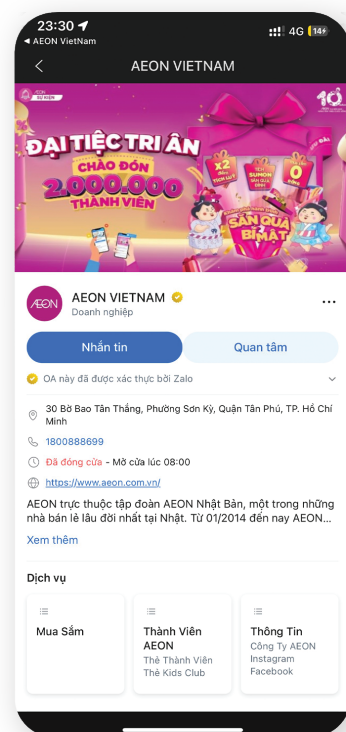 23:30
4G 14
AEON VietNam
AEON VIETNAM
AEON
SỰ KIỆN
10
ĐẠI TIỆC TRI ÂN
CHÀO ĐÓN
2.000.000
THÀNH VIÊN
X2
0
SĂN QUÀ
BÍ MẬT
AEON
AEON VIETNAM
Doanh nghiệp
Nhắn tin
Quan tâm
OA này đã được xác thực bởi Zalo
30 Bờ Bao Tân Thắng, Phường Sơn Kỳ, Quận Tân Phú, TP. Hồ Chí
Minh
1800888699
Đã đóng cửa - Mở cửa lúc 08:00
https://www.aeon.com.vn/
AEON trực thuộc tập đoàn AEON Nhật Bản, một trong những
nhà bán lẻ lâu đời nhất tại Nhật. Từ 01/2014 đến nay AEON...
Xem thêm
Dịch vụ
Mua Sắm
Thành Viên
AEON
Thẻ Thành Viên
Thẻ Kids Club
Thông Tin
Công Ty AEON
Instagram
Facebook